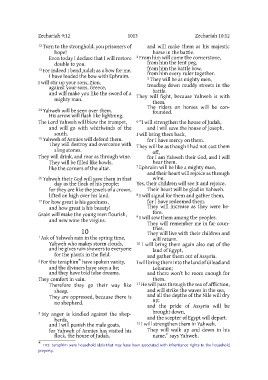 Zechariah 9:12
1003
Zechariah 10:12
12 Turn to the stronghold, you prisoners of
hope!
Even today I declare that I will restore
double to you.
13 For indeed I bend Judah as a bow for me.
I have loaded the bow with Ephraim.
I will stir up your sons, Zion,
against your sons, Greece,
and will make you like the sword of a
mighty man.
14 Yahweh will be seen over them.
His arrow will flash like lightning.
The Lord Yahweh will blow the trumpet,
and will go with whirlwinds of the
south.
15 Yahweh of Armies will defend them.
They will destroy and overcome with
sling stones.
They will drink, and roar as through wine.
They will be filled like bowls,
like the corners of the altar.
16 Yahweh their God will save them in that
day as the flock of his people;
for they are like the jewels of a crown,
lifted on high over his land.
17 For how great is his goodness,
and how great is his beauty!
Grain will make the young men flourish,
and new wine the virgins.
10
1 Ask of Yahweh rain in the spring time,
Yahweh who makes storm clouds,
and he gives rain showers to everyone
for the plants in the field.
2 For the teraphim* have spoken vanity,
and the diviners have seen a lie;
and they have told false dreams.
They comfort in vain.
Therefore they go their way like
sheep.
They are oppressed, because there is
no shepherd.
3 My anger is kindled against the shep-
herds,
and I will punish the male goats,
for Yahweh of Armies has visited his
flock, the house of Judah,
and will make them as his majestic
horse in the battle.
4 From him will come the cornerstone,
from him the tent peg,
from him the battle bow,
from him every ruler together.
5 They will be as mighty men,
treading down muddy streets in the
battle.
They will fight, because Yahweh is with
them.
The riders on horses will be con-
founded.
6 "I will strengthen the house of Judah,
and I will save the house of Joseph.
I will bring them back,
for I have mercy on them.
They will be as though I had not cast them
off,
for I am Yahweh their God, and I will
hear them.
7 Ephraim will be like a mighty man,
and their heart will rejoice as through
wine.
Yes, their children will see it and rejoice.
Their heart will be glad in Yahweh.
8 I will signal for them and gather them,
for I have redeemed them.
They will increase as they were be-
fore.
9 I will sow them among the peoples.
They will remember me in far coun-
tries.
They will live with their children and
will return.
10 I will bring them again also out of the
land of Egypt,
and gather them out of Assyria.
I will bring them into the land of Gilead and
Lebanon;
and there won't be room enough for
them.
11 He will pass through the sea of affliction,
and will strike the waves in the sea,
and all the depths of the Nile will dry
up;
and the pride of Assyria will be
brought down,
and the scepter of Egypt will depart.
12 I will strengthen them in Yahweh.
They will walk up and down in his
name," says Yahweh.
* 10:2 teraphim were household idols that may have been associated with inheritance rights to the household
property.